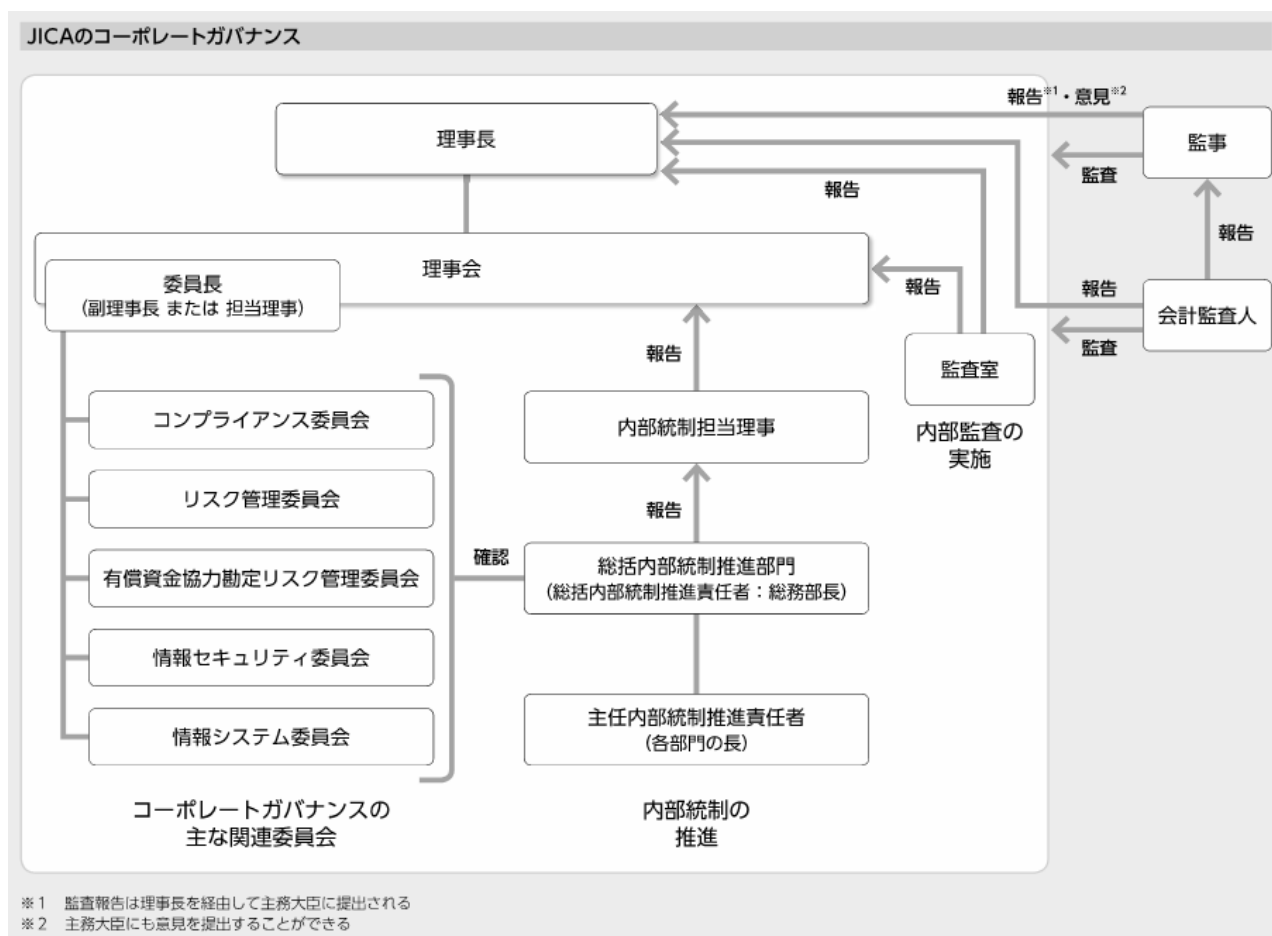 JICAのコーポレートガバナンス
報告※1・意見※2
理事長
監事
監査
報告
報告
理事会
委員長
(副理事長 または 担当理事)
報告
報告
会計監査人
監査
報告
監査室
コンプライアンス委員会
内部統制担当理事
内部監査の
実施
リスク管理委員会
報告
確認
有償資金協力勘定リスク管理委員会
総括内部統制推進部門
(総括内部統制推進責任者：総務部長)
情報セキュリティ委員会
主任内部統制推進責任者
(各部門の長)
情報システム委員会
コーポレートガバナンスの
主な関連委員会
内部統制の
推進
※1 監査報告は理事長を経由して主務大臣に提出される
※2 主務大臣にも意見を提出することができる